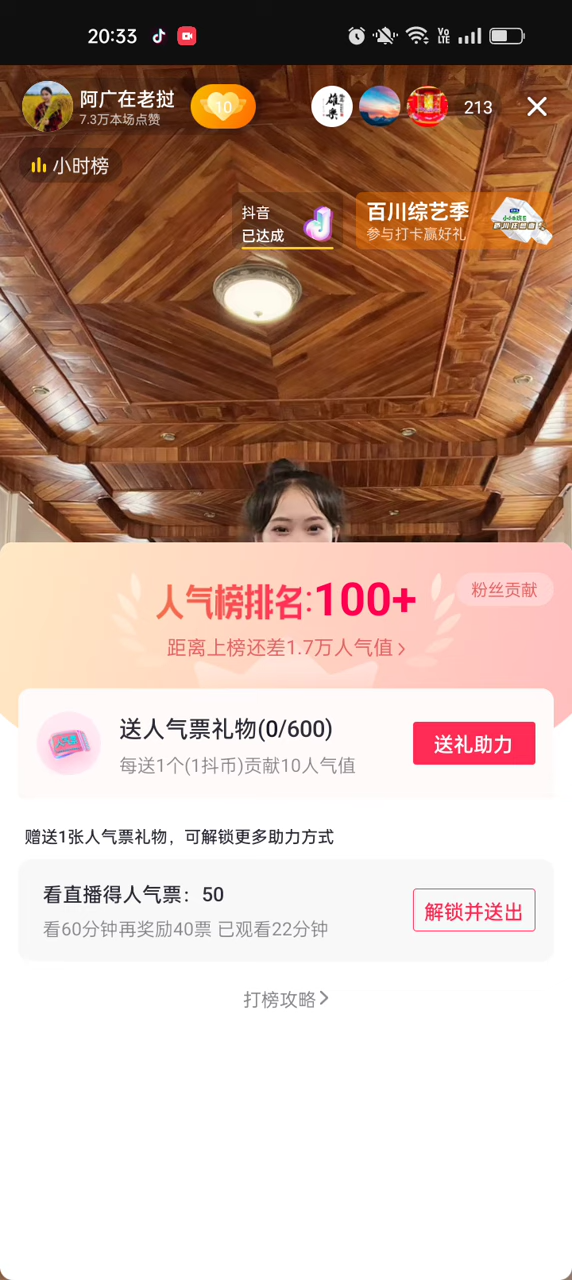 20:33
VoLTE
阿广在老挝
7.3万本场点赞
10
213
小时榜
抖音
已达成
百川综艺季
参与打卡赢好礼
人气榜排名:100+
粉丝贡献
距离上榜还差1.7万人气值
人气票
送人气票礼物(0/600)
每送1个(1抖币)贡献10人气值
送礼助力
赠送1张人气票礼物，可解锁更多助力方式
看直播得人气票：50
看60分钟再奖励40票 已观看22分钟
解锁并送出
打榜攻略